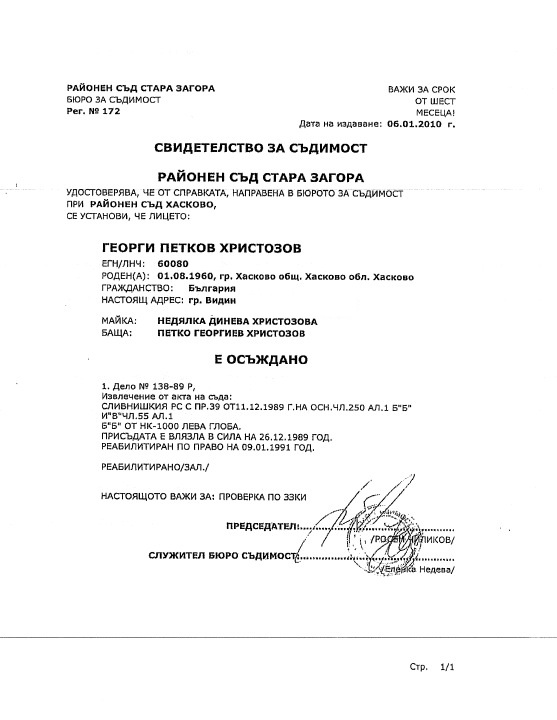 РАЙОНЕН СЪД СТАРА ЗАГОРА
БЮРО ЗА СЪДИМОСТ
Рег. № 172
ВАЖИ ЗА СРОК
ОТ ШЕСТ
МЕСЕЦА!
Дата на издаване: 06.01.2010 г.
СВИДЕТЕЛСТВО ЗА СЪДИМОСТ
РАЙОНЕН СЪД СТАРА ЗАГОРА
УДОСТОВЕРЯВА, ЧЕ ОТ СПРАВКАТА, НАПРАВЕНА В БЮРОТО ЗА СЪДИМОСТ
ПРИ РАЙОНЕН СЪД ХАСКОВО,
СЕ УСТАНОВИ, ЧЕ ЛИЦЕТО:
ГЕОРГИ ПЕТКОВ ХРИСТОЗОВ
ЕГН/ЛНЧ: 60080
РОДЕН(А): 01.08.1960, гр. Хасково общ. Хасково обл. Хасково
ГРАЖДАНСТВО: България
НАСТОЯЩ АДРЕС: гр. Видин
МАЙКА: НЕДЯЛКА ДИНЕВА ХРИСТОЗОВА
БАЩА: ПЕТКО ГЕОРГИЕВ ХРИСТОЗОВ
Е ОСЪЖДАНО
1. Дело № 138-89 Р,
Извлечение от акта на съда:
СЛИВНИШКИЯ РС С ПР.39 ОТ11.12.1989 Г.НА ОСН.ЧЛ.250 АЛ.1 Б"Б"
И"В"ЧЛ.55 АЛ.1
Б"Б" ОТ НК-1000 ЛЕВА ГЛОБА.
ПРИСЪДАТА Е ВЛЯЗЛА В СИЛА НА 26.12.1989 ГОД.
РЕАБИЛИТИРАН ПО ПРАВО НА 09.01.1991 ГОД.
РЕАБИЛИТИРАНО/ЗАЛ./
НАСТОЯЩОТО ВАЖИ ЗА: ПРОВЕРКА ПО ЗЗКИ
ПРЕДСЕДАТЕЛ:
/РОСЕН ЧИЛИКОВ/
СЛУЖИТЕЛ БЮРО СЪДИМОСТ:
/Еленка Недева/
Стр. 1/1